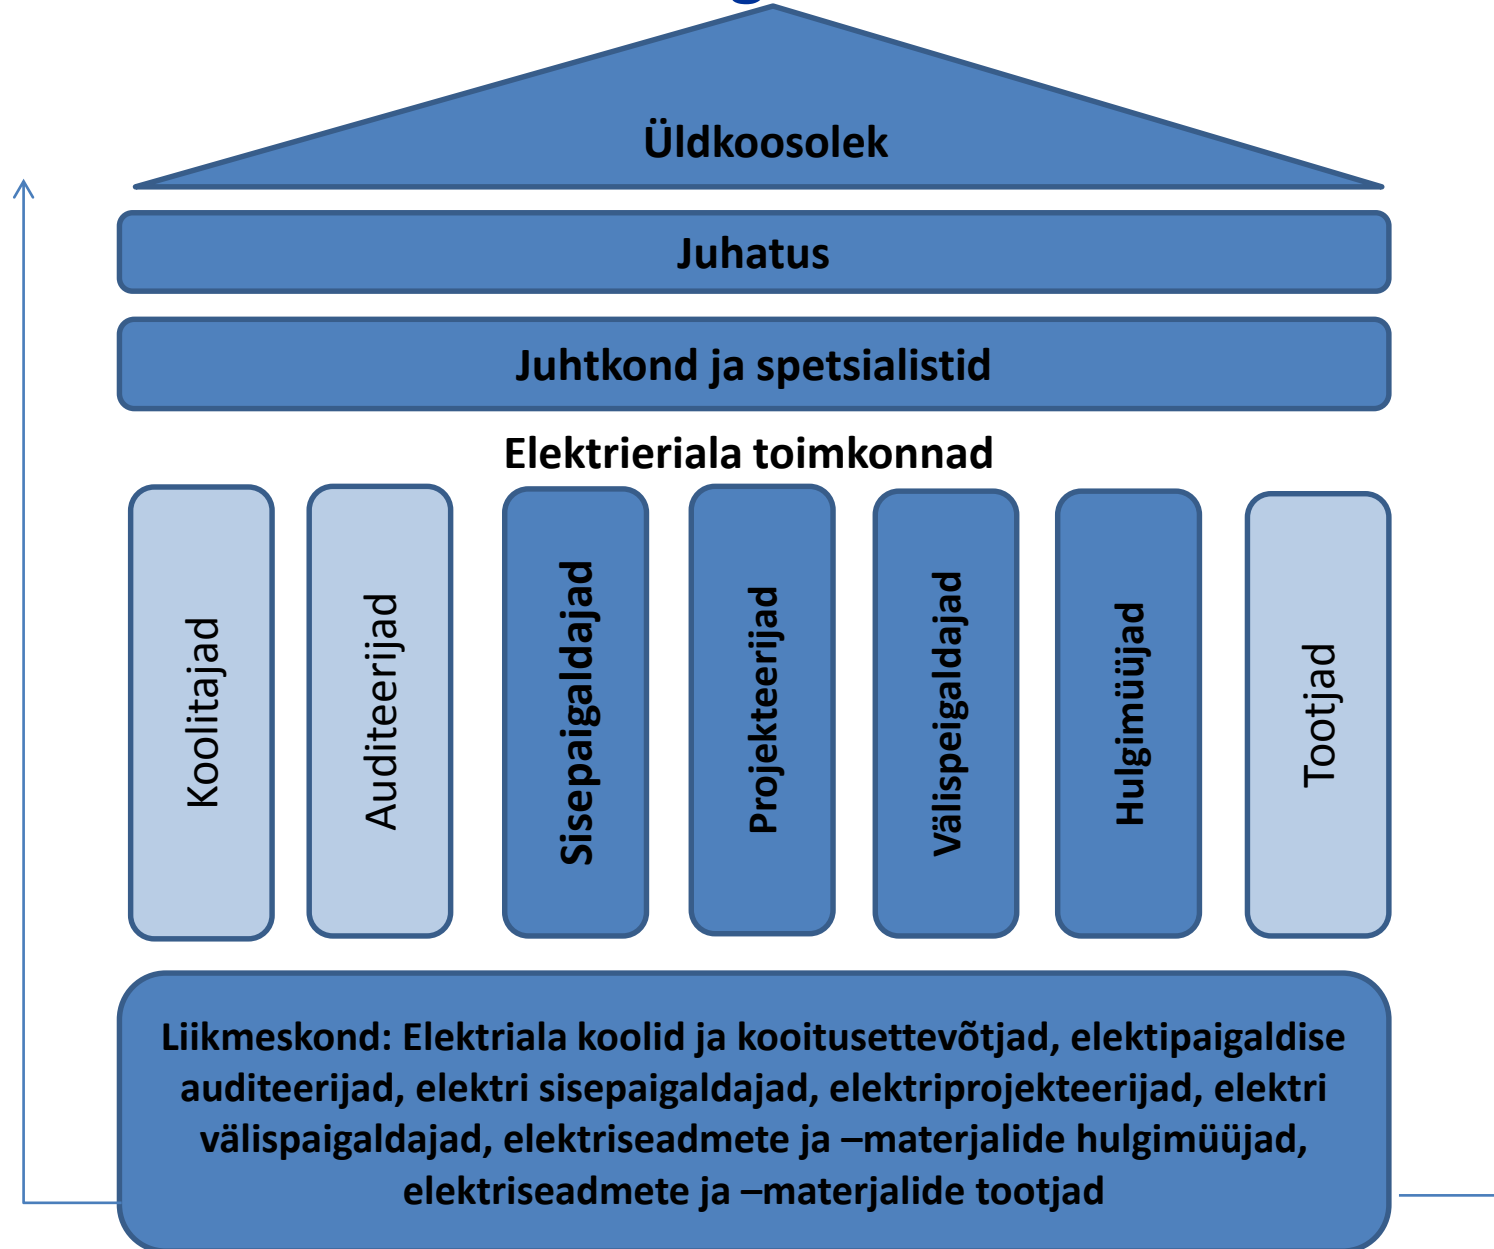 Üldkoosolek
Juhatus
Juhtkond ja spetsialistid
Elektrieriala toimkonnad
Koolitajad
Auditeerijad
Sisepaigaldajad
Projekteerijad
Välispeigaldajad
Hulgimüüjad
Tootjad
Liikmeskond: Elektriala koolid ja kooitusettevõtjad, elektipaigaldise
auditeerijad, elektri sisepaigaldajad, elektriprojekteerijad, elektri
välispaigaldajad, elektriseadmete ja –materjalide hulgimüüjad,
elektriseadmete ja –materjalide tootjad